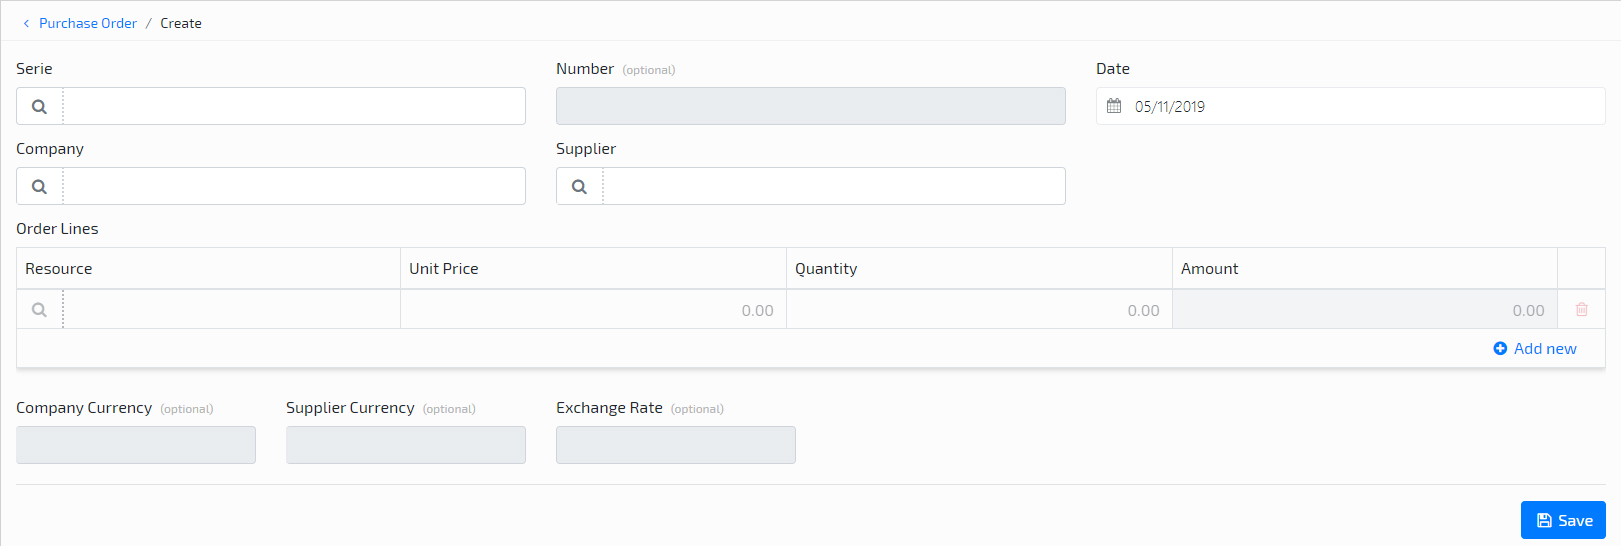 Purchase Order / Create
Serie
Number (optional)
Date
05/11/2019
Company
Supplier
Order Lines
Resource Unit Price Quantity Amount
0.00 0.00 0.00
Add new
Company Currency (optional)
Supplier Currency (optional)
Exchange Rate (optional)
Save